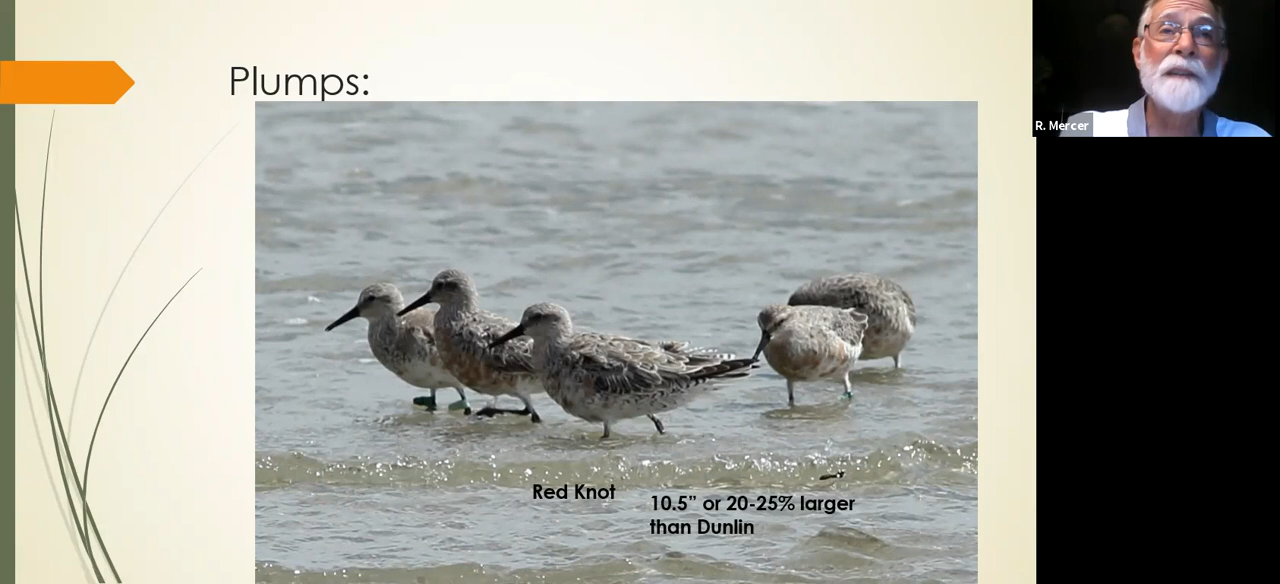 Plumps:
R. Mercer
Red Knot
10.5” or 20-25% larger
than Dunlin